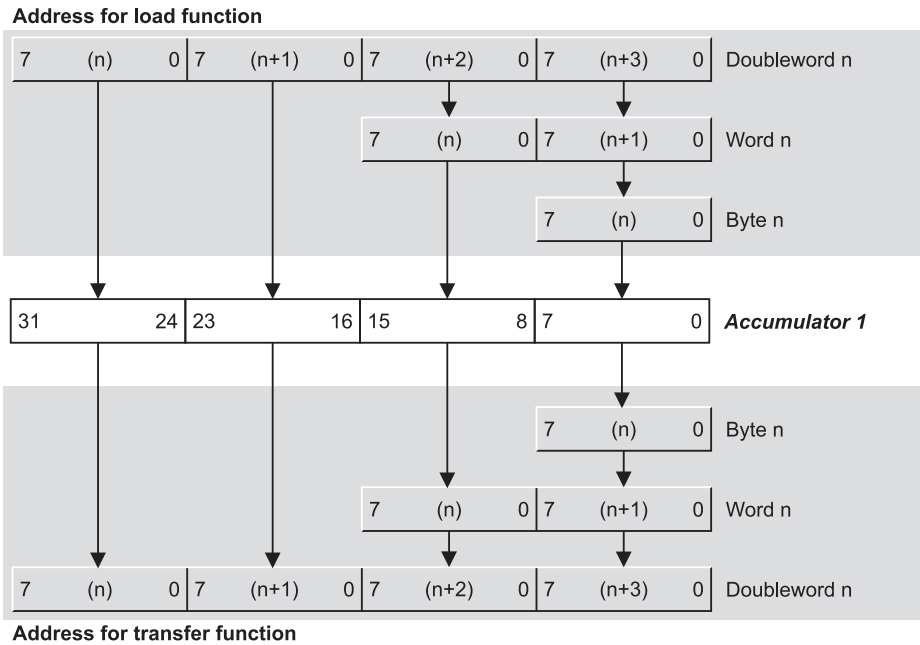 Address for load function
7 (n) 0 7 (n+1) 0 7 (n+2) 0 7 (n+3) 0 Doubleword n
7 (n) 0 7 (n+1) 0 Word n
7 (n) 0 Byte n
31 24 23 16 15 8 7 0 Accumulator 1
7 (n) 0 Byte n
7 (n) 0 7 (n+1) 0 Word n
7 (n) 0 7 (n+1) 0 7 (n+2) 0 7 (n+3) 0 Doubleword n
Address for transfer function